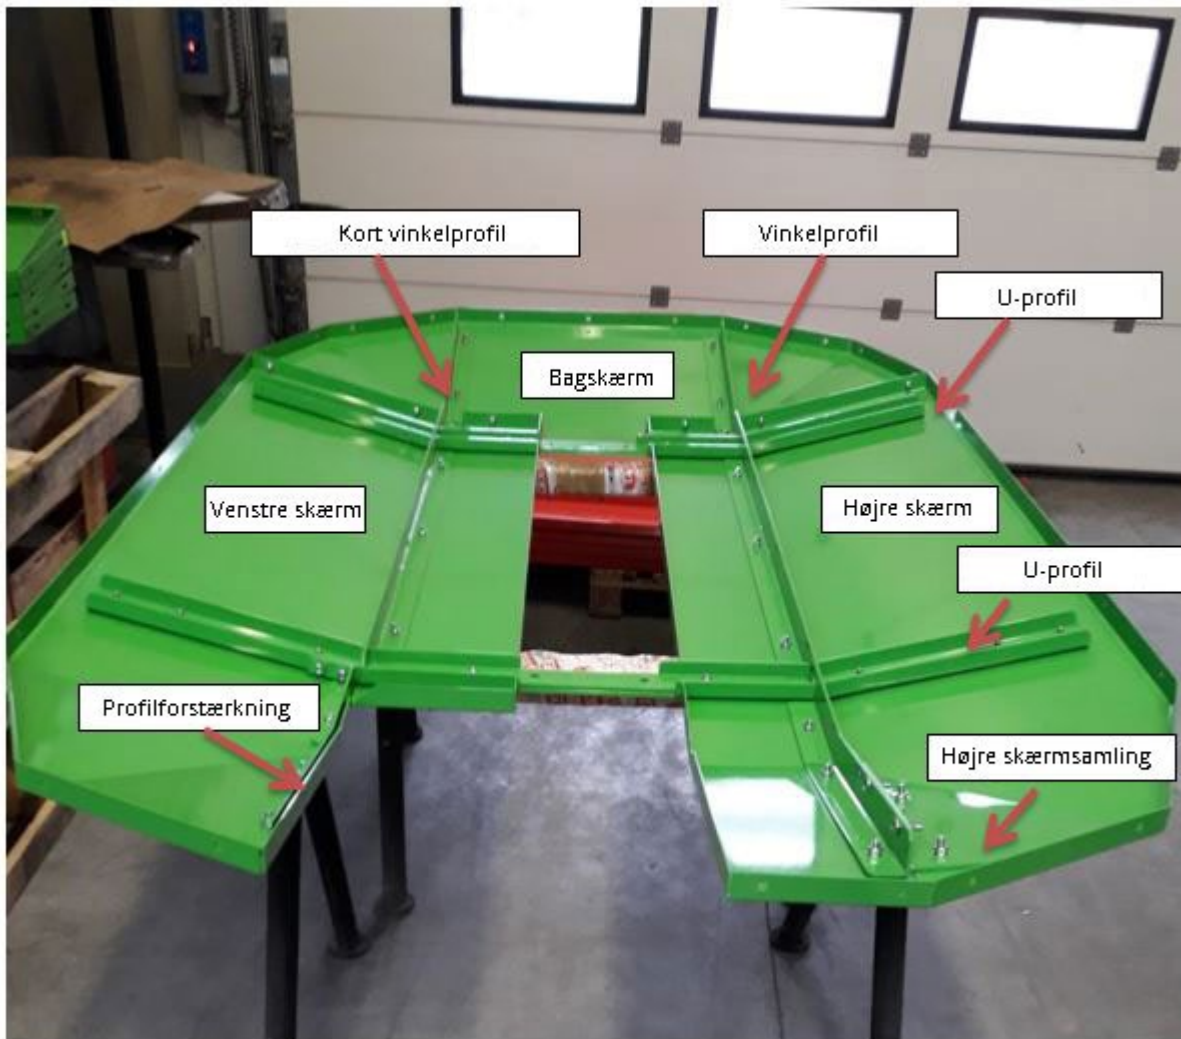 Kort vinkelprofil
Vinkelprofil
U-profil
Bagskærm
Venstre skærm
Højre skærm
U-profil
Profilforstærkning
Højre skærmsamling